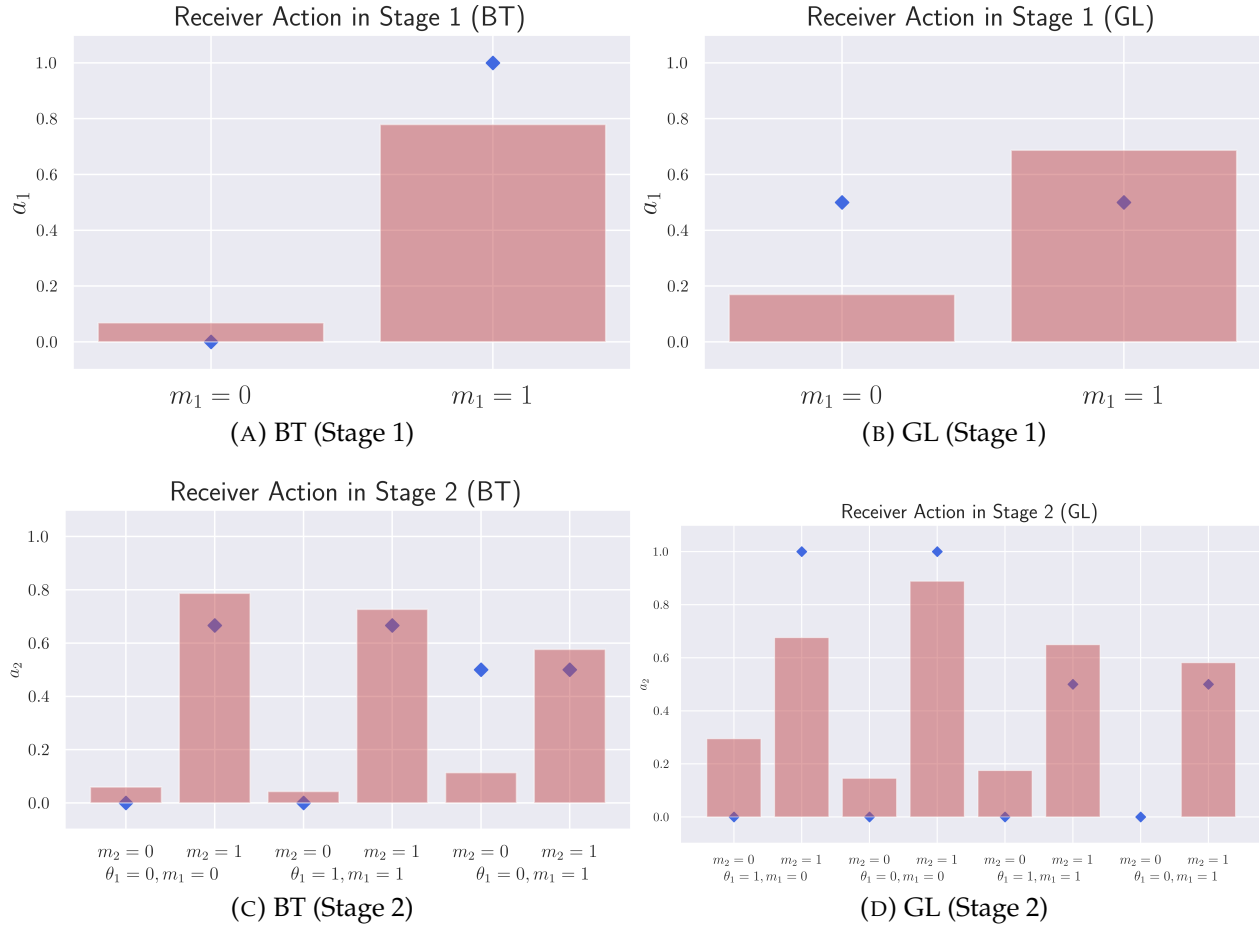 Receiver Action in Stage 1 (BT)
1.0
0.8
0.6
0.4
0.2
0.0
a₁
m₁ = 0 m₁ = 1
(A) BT (Stage 1)
Receiver Action in Stage 1 (GL)
1.0
0.8
0.6
0.4
0.2
0.0
a₁
m₁ = 0 m₁ = 1
(B) GL (Stage 1)
Receiver Action in Stage 2 (BT)
1.0
0.8
0.6
0.4
0.2
0.0
a₂
m₂ = 0 m₂ = 1 m₂ = 0 m₂ = 1 m₂ = 0 m₂ = 1
θ₁ = 0, m₁ = 0 θ₁ = 1, m₁ = 1 θ₁ = 0, m₁ = 1
(C) BT (Stage 2)
Receiver Action in Stage 2 (GL)
1.0
0.8
0.6
0.4
0.2
0.0
a₂
m₂ = 0 m₂ = 1 m₂ = 0 m₂ = 1 m₂ = 0 m₂ = 1 m₂ = 0 m₂ = 1
θ₁ = 1, m₁ = 0 θ₁ = 0, m₁ = 0 θ₁ = 1, m₁ = 1 θ₁ = 0, m₁ = 1
(D) GL (Stage 2)